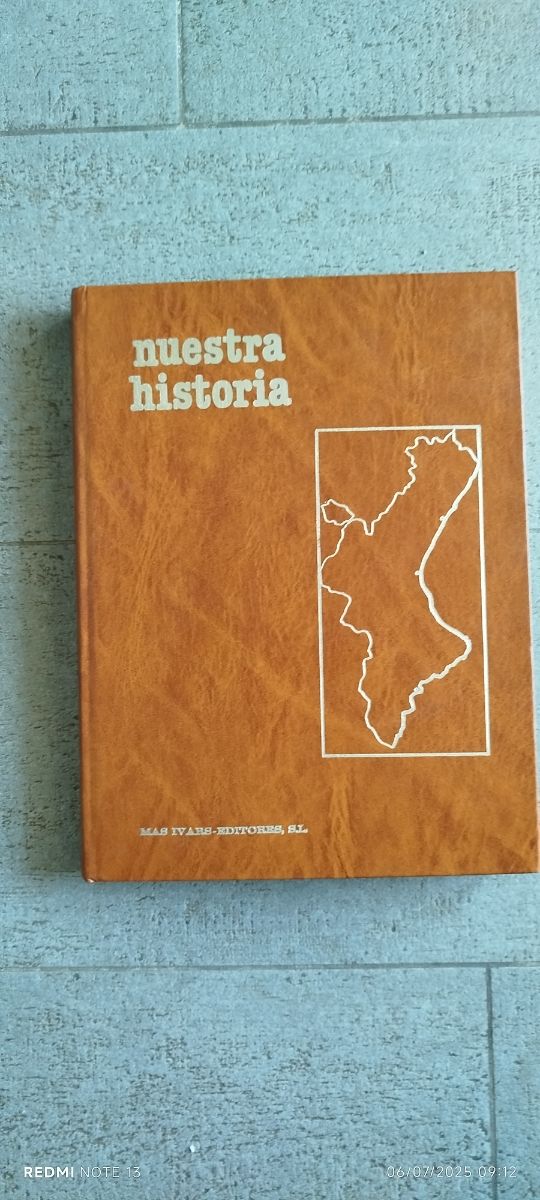 nuestra
historia
MAS IVARS-EDITORES, S.L.
REDMI NOTE 13
06/07/2025 09:12